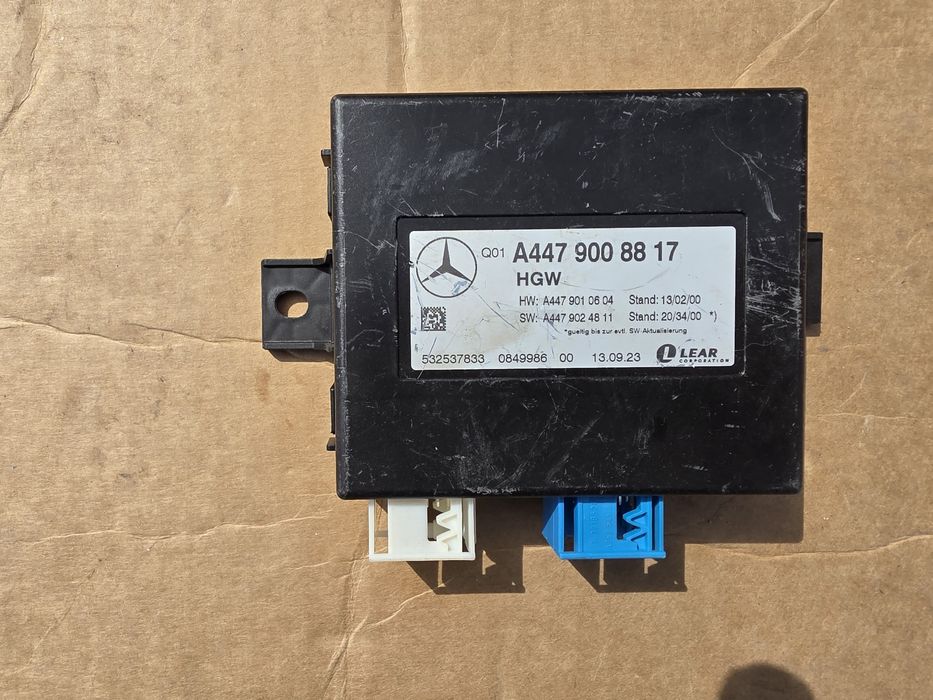 Q01 A447 900 88 17
HGW
HW: A447 901 06 04 Stand: 13/02/00
SW: A447 902 48 11 Stand: 20/34/00 *)
*gueltig bis zur evtl. SW-Aktualisierung
532537833 0849986 00 13.09.23 LEAR
CORPORATION